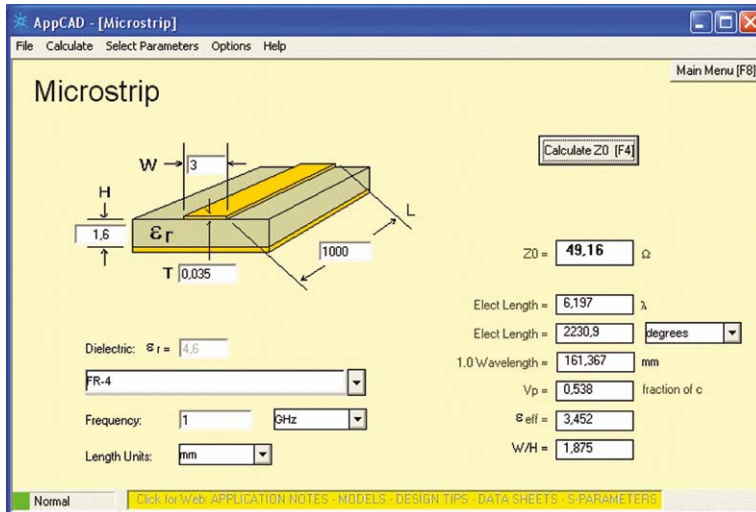 AppCAD - [Microstrip]
File Calculate Select Parameters Options Help
Main Menu [F8]
Microstrip
W 3
Calculate Z0 [F4]
H
L
1,6
εr
1000
T 0,035
Z0 = 49,16 Ω
Elect Length = 6,197 λ
Elect Length = 2230,9 degrees
1.0 Wavelength = 161,367 mm
Vp = 0,538 fraction of c
εeff = 3,452
W/H = 1,875
Dielectric: εr = 4,6
FR-4
Frequency: 1 GHz
Length Units: mm
Normal Click for Web: APPLICATION NOTES - MODELS - DESIGN TIPS - DATA SHEETS - S-PARAMETERS